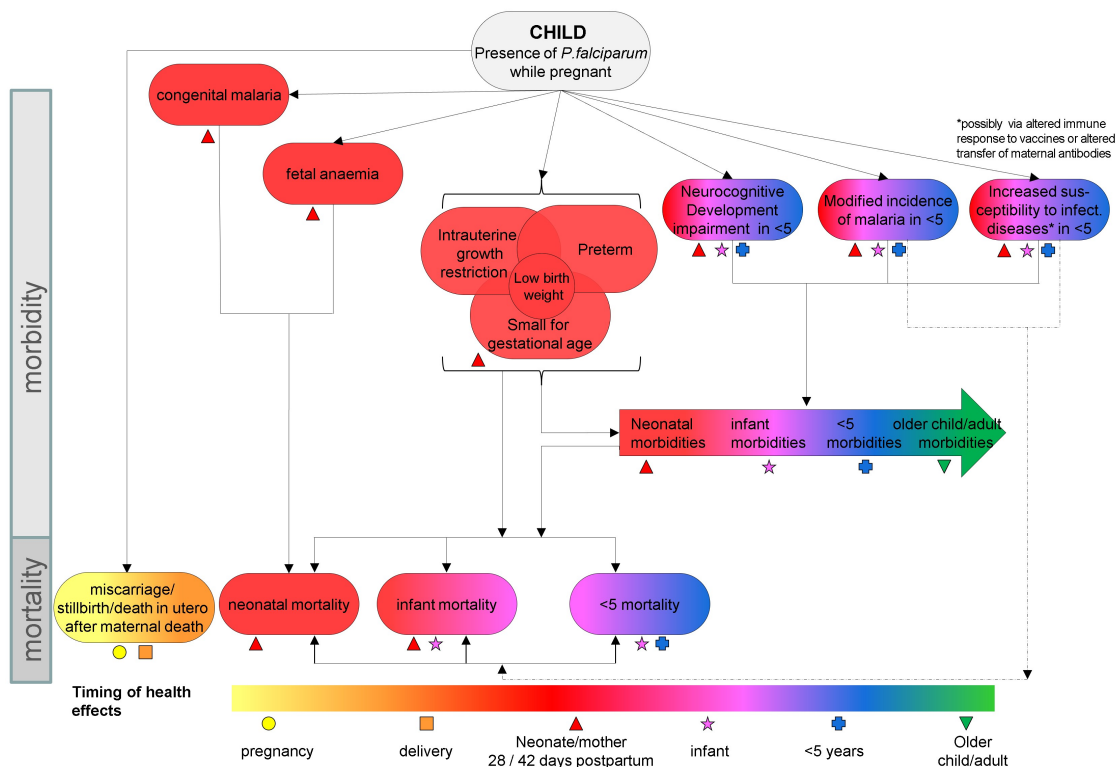 CHILD
Presence of P.falciparum
while pregnant
congenital malaria
fetal anaemia
*possibly via altered immune
response to vaccines or altered
transfer of maternal antibodies
Neurocognitive
Development
impairment in <5
Modified incidence
of malaria in <5
Increased sus-
ceptibility to infect.
diseases* in <5
Intrauterine
growth
restriction
Preterm
Low birth
weight
Small for
gestational age
morbidity
Neonatal
morbidities
infant
morbidities
<5
morbidities
older child/adult
morbidities
mortality
miscarriage/
stillbirth/death in utero
after maternal death
neonatal mortality
infant mortality
<5 mortality
Timing of health
effects
pregnancy
delivery
Neonate/mother
28 / 42 days postpartum
infant
<5 years
Older
child/adult